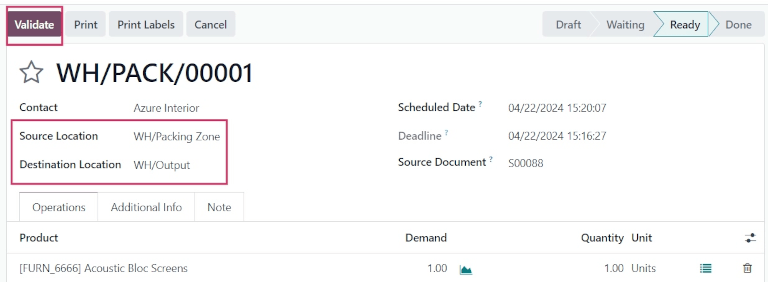 Validate Print Print Labels Cancel Draft Waiting Ready Done
WH/PACK/00001
Contact Azure Interior Scheduled Date ? 04/22/2024 15:20:07
Source Location WH/Packing Zone Deadline ? 04/22/2024 15:16:27
Destination Location WH/Output Source Document ? S00088
Operations Additional Info Note
Product Demand Quantity Unit
[FURN_6666] Acoustic Bloc Screens 1.00 1.00 Units